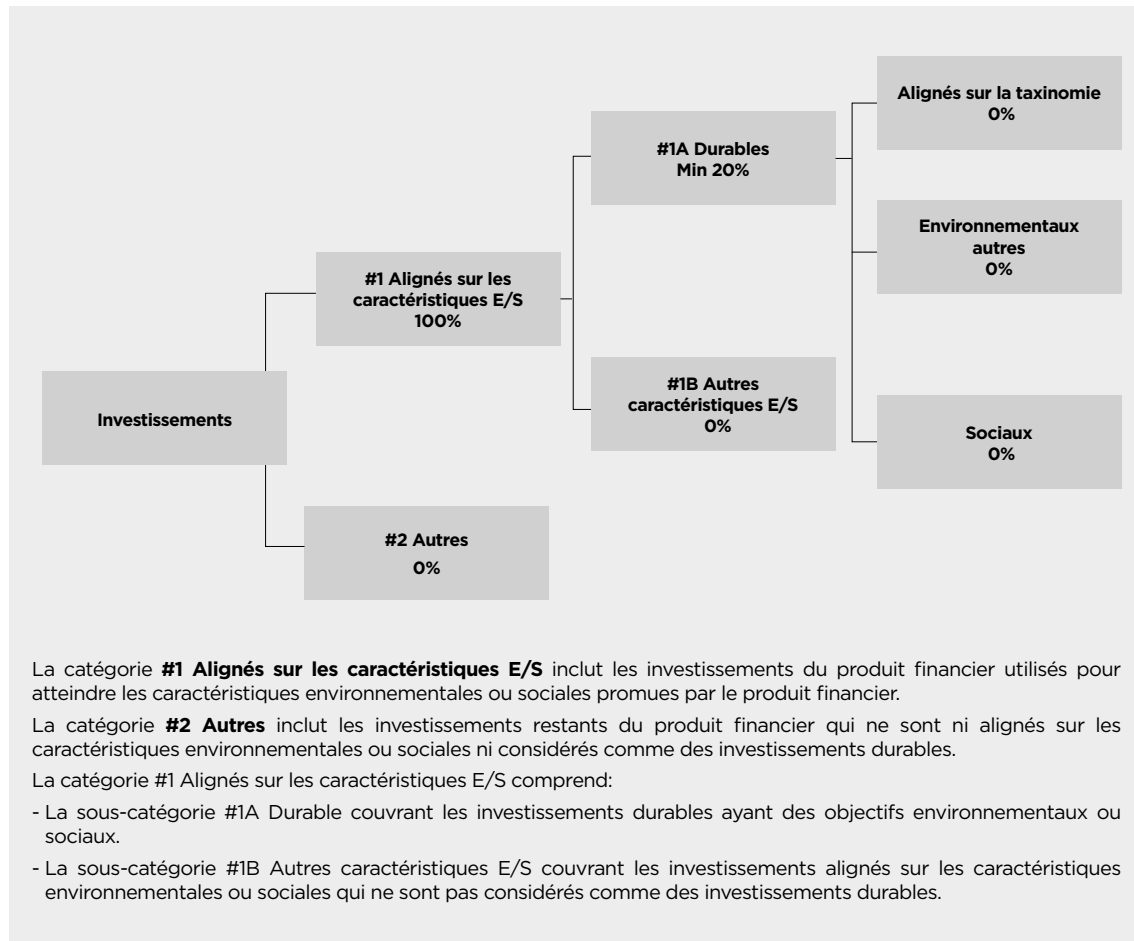 Alignés sur la taxinomie
0%
#1A Durables
Min 20%
Environnementaux
autres
0%
#1 Alignés sur les
caractéristiques E/S
100%
#1B Autres
caractéristiques E/S
0%
Investissements
Sociaux
0%
#2 Autres
0%
La catégorie #1 Alignés sur les caractéristiques E/S inclut les investissements du produit financier utilisés pour
atteindre les caractéristiques environnementales ou sociales promues par le produit financier.
La catégorie #2 Autres inclut les investissements restants du produit financier qui ne sont ni alignés sur les
caractéristiques environnementales ou sociales ni considérés comme des investissements durables.
La catégorie #1 Alignés sur les caractéristiques E/S comprend:
- La sous-catégorie #1A Durable couvrant les investissements durables ayant des objectifs environnementaux ou
sociaux.
- La sous-catégorie #1B Autres caractéristiques E/S couvrant les investissements alignés sur les caractéristiques
environnementales ou sociales qui ne sont pas considérés comme des investissements durables.